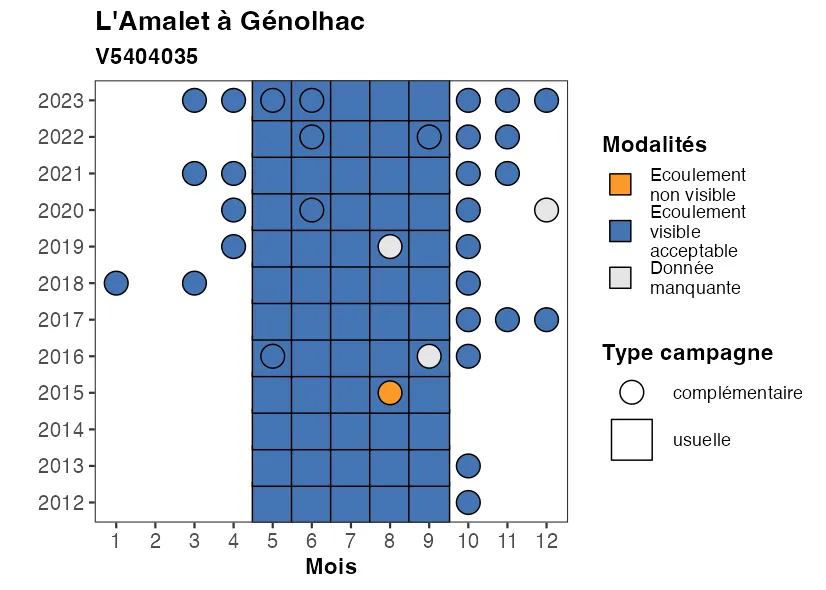 L'Amalet à Génolhac
V5404035
2023
2022
2021
2020
2019
2018
2017
2016
2015
2014
2013
2012
1 2 3 4 5 6 7 8 9 10 11 12
Mois
Modalités
Ecoulement
non visible
Ecoulement
visible
acceptable
Donnée
manquante
Type campagne
complémentaire
usuelle